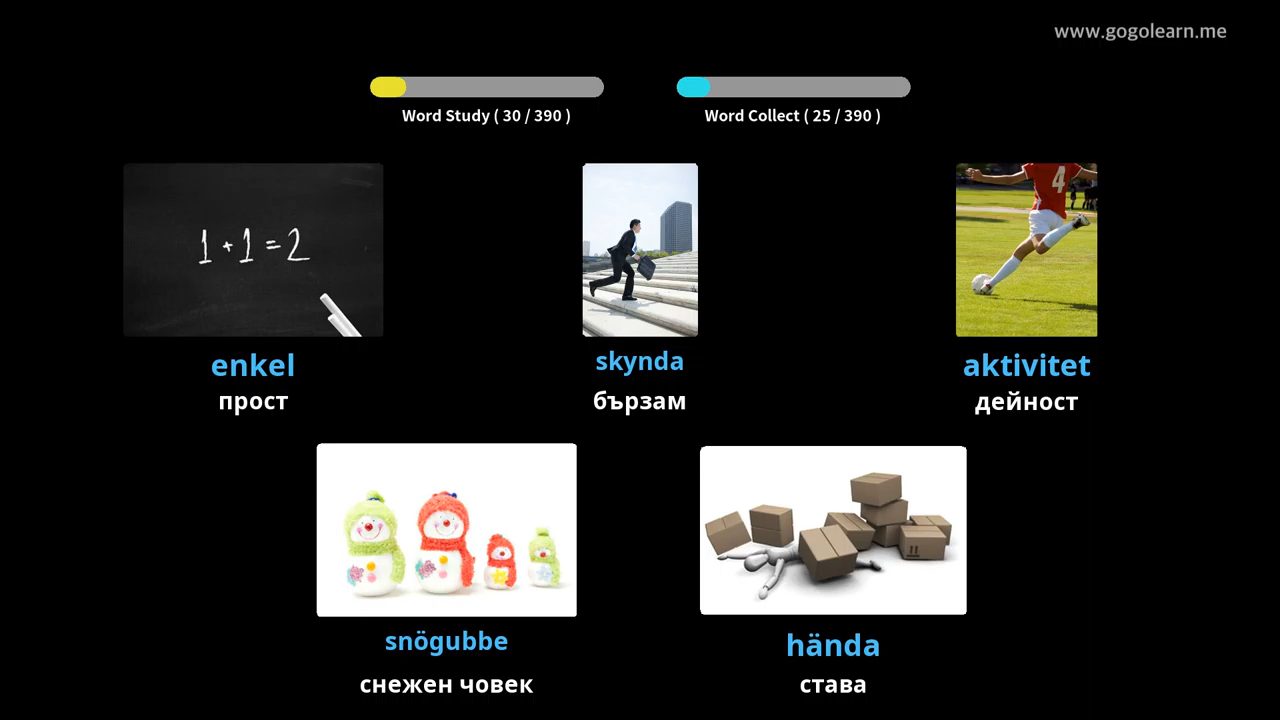 www.gogolearn.me
Word Study ( 30 / 390 )
Word Collect ( 25 / 390 )
1 + 1 = 2
4
enkel
прост
skynda
бързам
aktivitet
дейност
snögubbe
снежен човек
hända
става